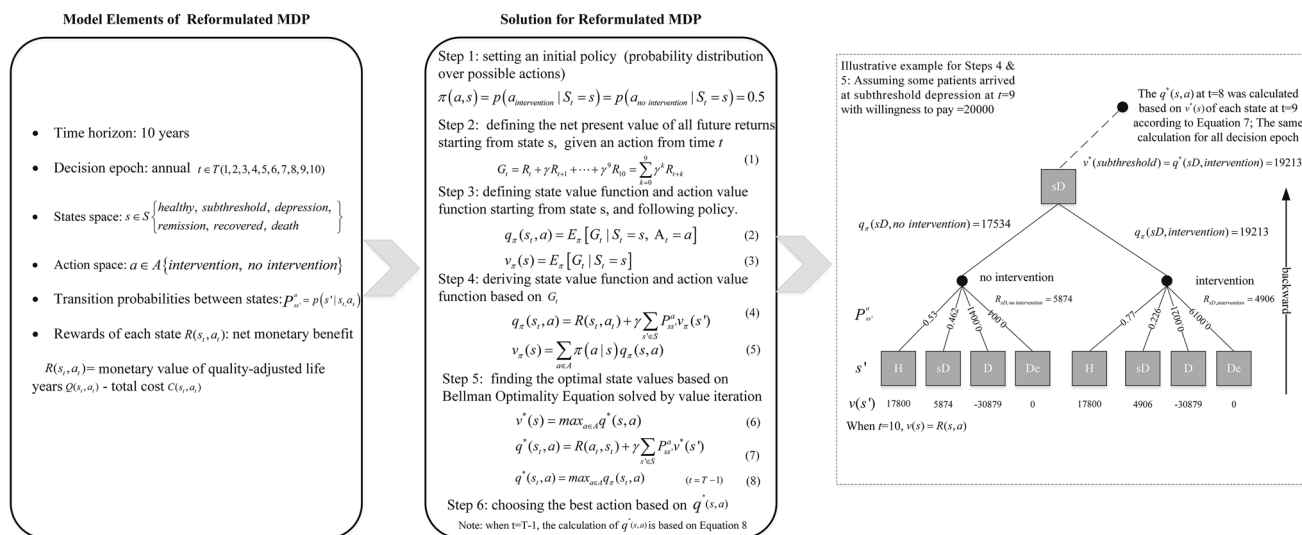 Model Elements of Reformulated MDP
• Time horizon: 10 years
• Decision epoch: annual t∈T(1,2,3,4,5,6,7,8,9,10)
• States space: s∈S{healthy, subthreshold, depression,
remission, recovered, death}
• Action space: a∈A{intervention, no intervention}
• Transition probabilities between states: P^a_ss' = p(s'|s_t,a_t)
• Rewards of each state R(s_t,a_t): net monetary benefit
R(s_t,a_t)= monetary value of quality-adjusted life
years Q(s_t,a_t) - total cost C(s_t,a_t)
Solution for Reformulated MDP
Step 1: setting an initial policy (probability distribution
over possible actions)
π(a,s) = p(a_intervention | S_t = s) = p(a_no intervention | S_t = s) = 0.5
Step 2: defining the net present value of all future returns
starting from state s, given an action from time t
G_t = R_t + γR_t+1 + ⋯ + γ^9 R_10 = ∑_k=0^9 γ^k R_t+k (1)
Step 3: defining state value function and action value
function starting from state s, and following policy.
q_π(s_t,a) = E_π[G_t | S_t = s, A_t = a] (2)
v_π(s) = E_π[G_t | S_t = s] (3)
Step 4: deriving state value function and action value
function based on G_t
q_π(s_t,a) = R(s_t,a_t) + γ∑_s'∈S P^a_ss' v_π(s') (4)
v_π(s) = ∑_a∈A π(a|s)q_π(s,a) (5)
Step 5: finding the optimal state values based on
Bellman Optimality Equation solved by value iteration
v*(s) = max_a∈A q*(s,a) (6)
q*(s_t,a) = R(a_t,s_t) + γ∑_s'∈S P^a_ss' v*(s') (7)
q*(s_t,a) = max_a∈A q_π(s_t,a) (t = T-1) (8)
Step 6: choosing the best action based on q*(s,a)
Note: when t=T-1, the calculation of q*(s,a) is based on Equation 8
Illustrative example for Steps 4 &
5: Assuming some patients arrived
at subthreshold depression at t=9
with willingness to pay =20000
The q*(s,a) at t=8 was calculated
based on v*(s) of each state at t=9
according to Equation 7; The same
calculation for all decision epoch
v*(subthreshold) = q*(sD,intervention) = 19213
sD
q_π(sD,no intervention) = 17534
q_π(sD,intervention) = 19213
no intervention
intervention
R_sD,no intervention = 5874
R_sD,intervention = 4906
backward
P^a_ss'
0.53 0.462 0.0041 0.004 0.77 0.226 0.0021 0.0019
s' H sD D De H sD D De
v(s') 17800 5874 -30879 0 17800 4906 -30879 0
When t=10, v(s) = R(s,a)